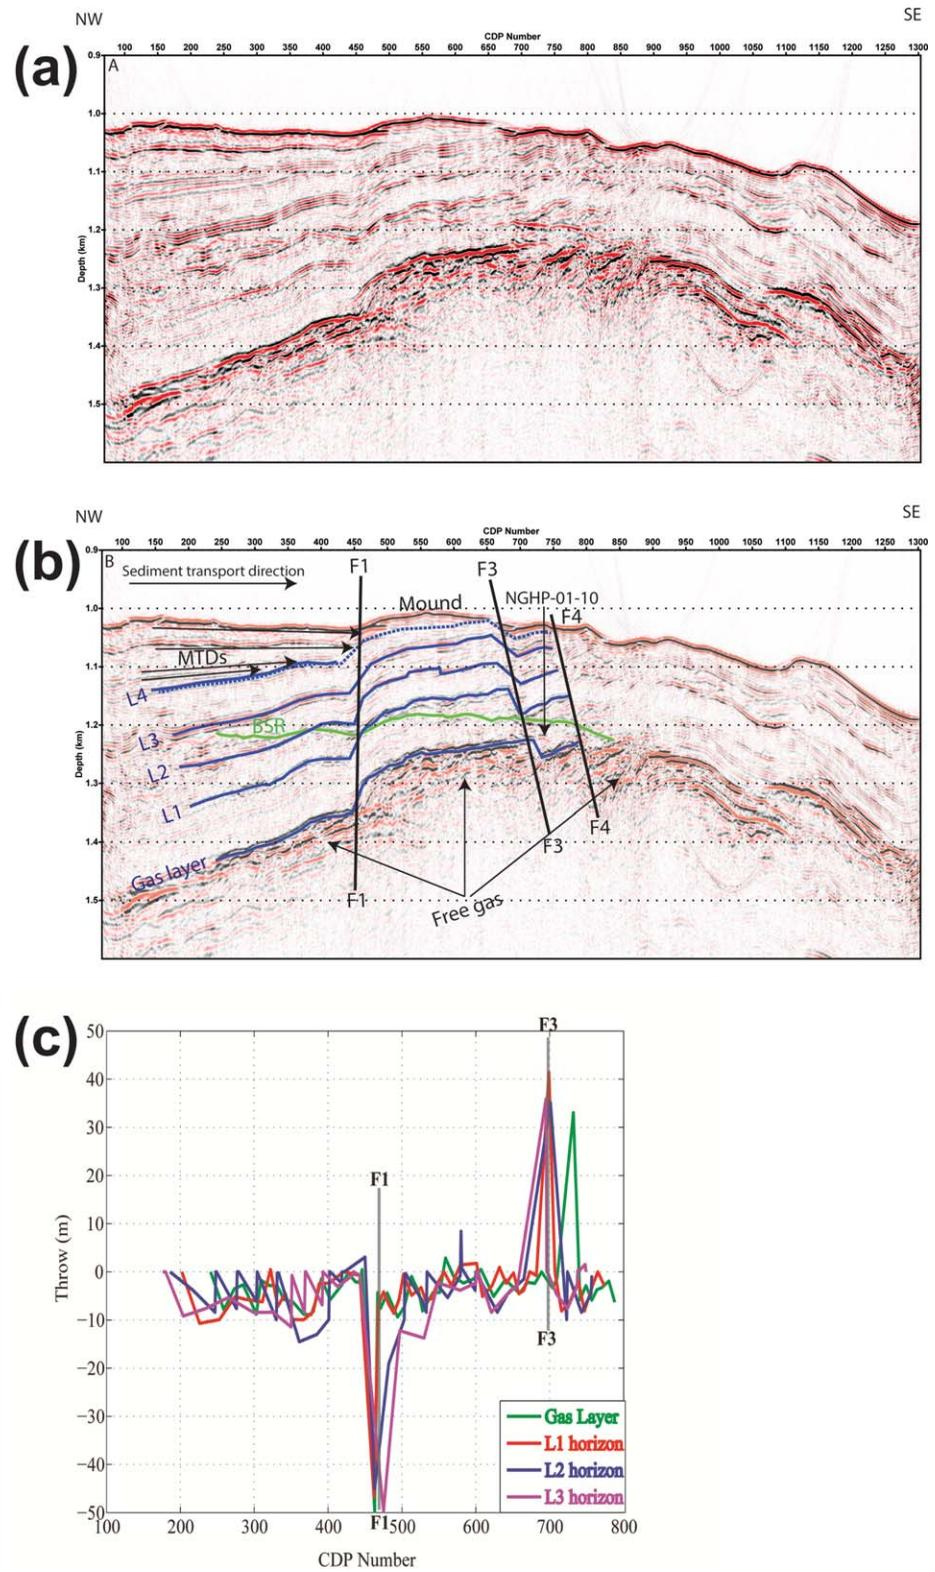 NW SE
CDP Number
(a)
100 150 200 250 300 350 400 450 500 550 600 650 700 750 800 850 900 950 1000 1050 1100 1150 1200 1250 1300
0.9
A
1.0
1.1
1.2
Depth (km)
1.3
1.4
1.5
NW SE
CDP Number
(b)
100 150 200 250 300 350 400 450 500 550 600 650 700 750 800 850 900 950 1000 1050 1100 1150 1200 1250 1300
0.9
B
Sediment transport direction
F1 F3
NGHP-01-10
Mound
F4
1.0
MTDs
1.1
L4
1.2
BSR
L3
Depth (km)
L2
1.3
L1
F4
1.4
F3
Gas layer
1.5
F1
Free gas
(c)
F3
50
40
30
20
F1
10
0
Throw (m)
−10
F3
−20
−30
Gas Layer
L1 horizon
−40
L2 horizon
L3 horizon
−50
F1
100 200 300 400 500 600 700 800
CDP Number